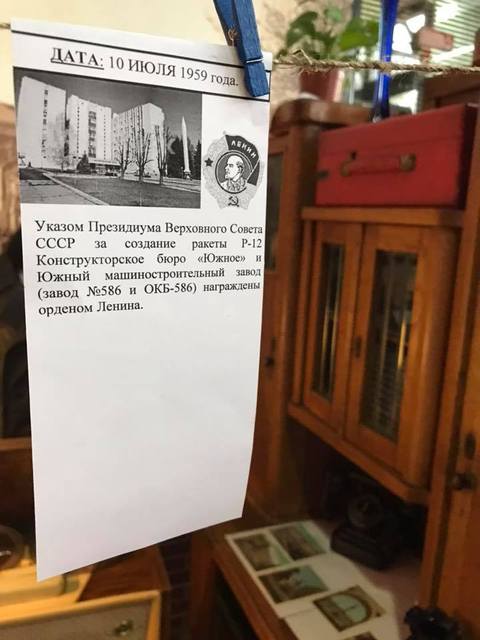 ДАТА: 10 ИЮЛЯ 1959 года.
ЛЕНИН
Указом Президиума Верховного Совета
СССР за создание ракеты Р-12
Конструкторское бюро «Южное» и
Южный машиностроительный завод
(завод №586 и ОКБ-586) награждены
орденом Ленина.